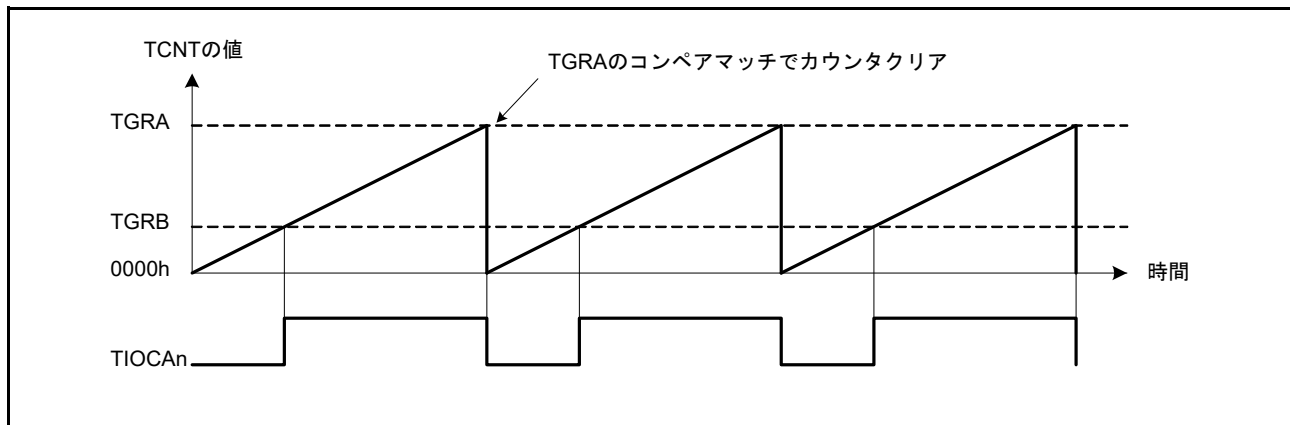 TCNTの値
TGRAのコンペアマッチでカウンタクリア
TGRA
TGRB
0000h
時間
TIOCAn